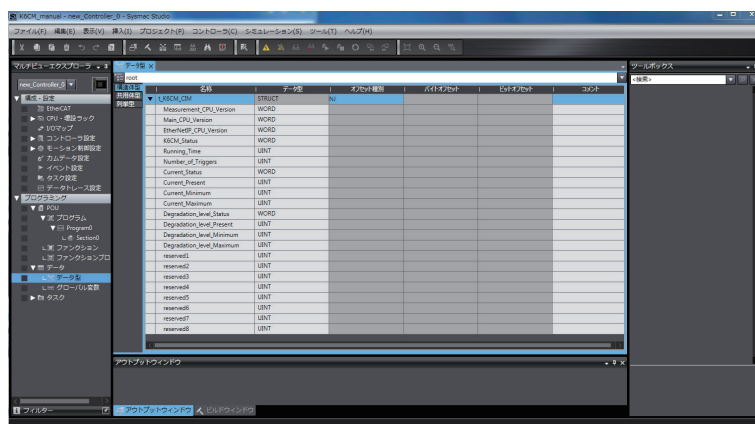 K6CM_manual - new_Controller_0 - Sysmac Studio
ファイル(F) 編集(E) 表示(V) 挿入(I) プロジェクト(P) コントローラ(C) シミュレーション(S) ツール(T) ヘルプ(H)
マルチビューエクスプローラ
new_Controller_0
構成・設定
EtherCAT
CPU・増設ラック
I/Oマップ
コントローラ設定
モーション制御設定
カムデータ設定
イベント設定
タスク設定
データトレース設定
プログラミング
POU
プログラム
Program0
Section0
ファンクション
ファンクションブロ
データ
データ型
グローバル変数
タスク
フィルター
データ型
root
構造体型
共用体型
列挙型
名称 データ型 オフセット種別 バイトオフセット ビットオフセット コメント
t_K6CM_CIM STRUCT NJ
Measurement_CPU_Version WORD
Main_CPU_Version WORD
EtherNetIP_CPU_Version WORD
K6CM_Status WORD
Running_Time UINT
Number_of_Triggers UINT
Current_Status WORD
Current_Present UINT
Current_Minimum UINT
Current_Maximum UINT
Degradation_level_Status WORD
Degradation_level_Present UINT
Degradation_level_Minimum UINT
Degradation_level_Maximum UINT
reserved1 UINT
reserved2 UINT
reserved3 UINT
reserved4 UINT
reserved5 UINT
reserved6 UINT
reserved7 UINT
reserved8 UINT
アウトプットウィンドウ
アウトプットウィンドウ ビルドウィンドウ
ツールボックス
<検索>